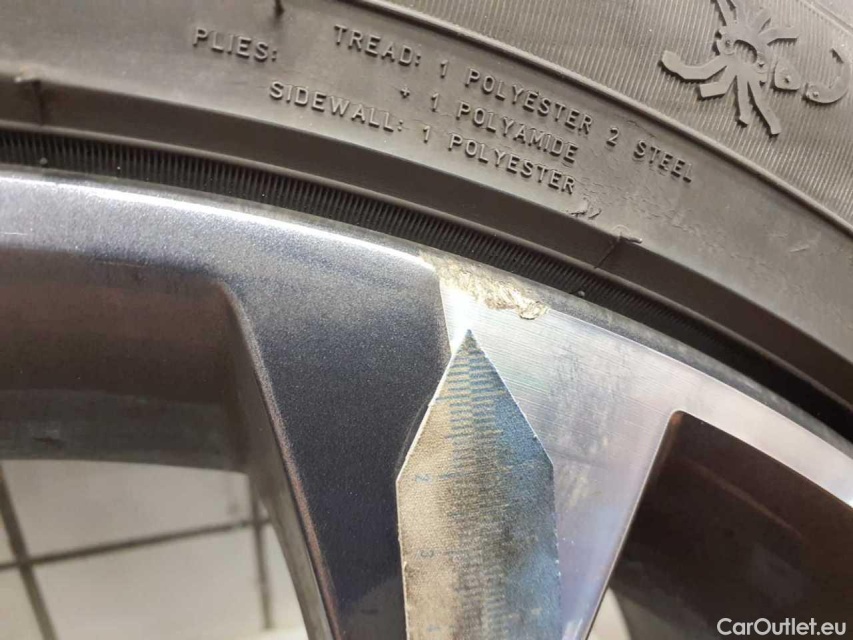 PLIES: TREAD: 1 POLYESTER 2 STEEL
+ 1 POLYAMIDE
SIDEWALL: 1 POLYESTER
CarOutlet.eu